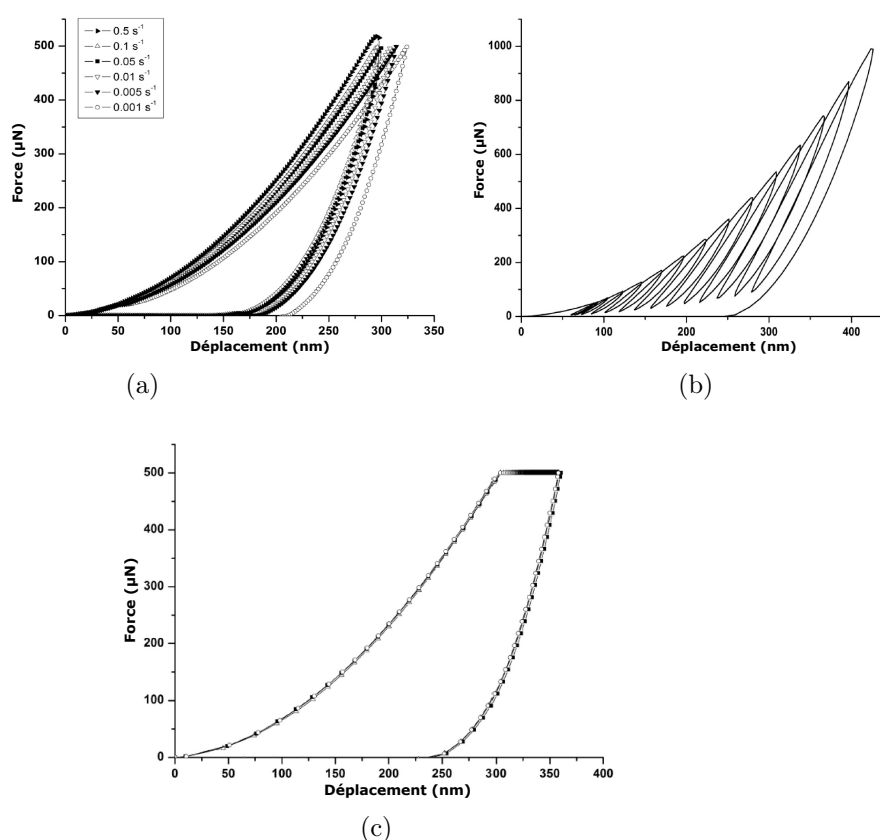 0.5 s⁻¹
0.1 s⁻¹
0.05 s⁻¹
0.01 s⁻¹
0.005 s⁻¹
0.001 s⁻¹
Force (µN)
500
400
300
200
100
0
0 50 100 150 200 250 300 350
Déplacement (nm)
(a)
Force (µN)
1000
800
600
400
200
0
0 100 200 300 400
Déplacement (nm)
(b)
Force (µN)
500
400
300
200
100
0
0 50 100 150 200 250 300 350 400
Déplacement (nm)
(c)